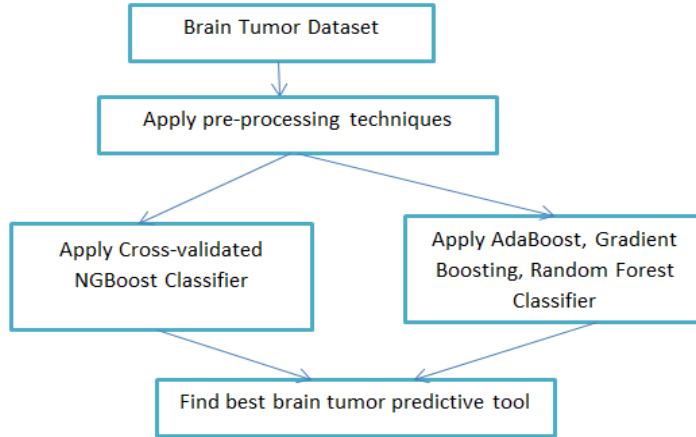 Brain Tumor Dataset
Apply pre-processing techniques
Apply Cross-validated
NGBoost Classifier
Apply AdaBoost, Gradient
Boosting, Random Forest
Classifier
Find best brain tumor predictive tool